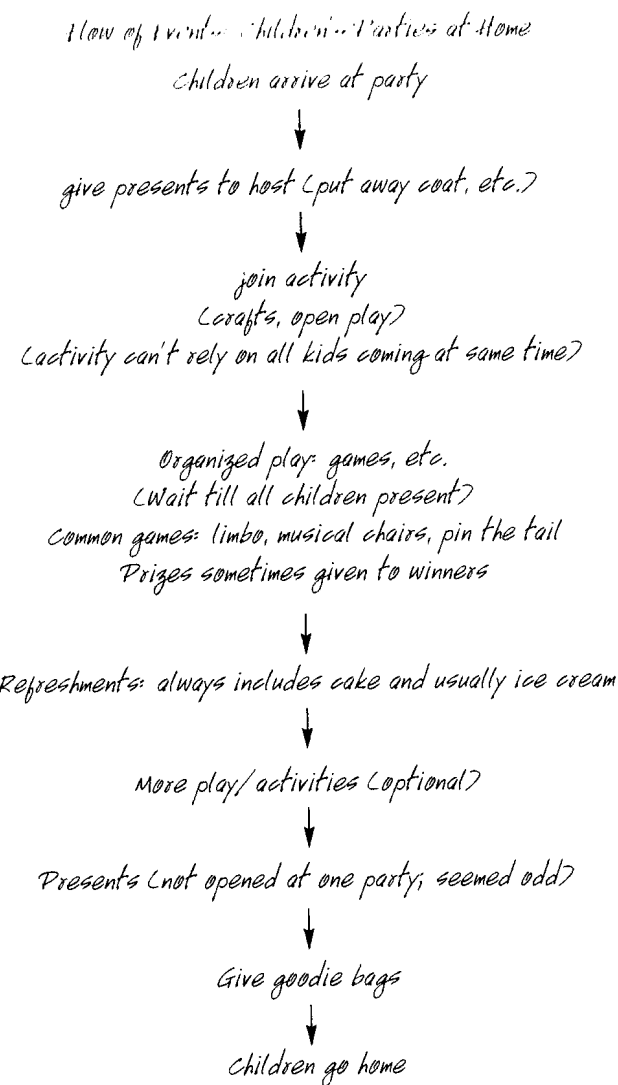 Flow of Events: Children's Parties at Home
Children arrive at party
give presents to host (put away coat, etc.)
join activity
(crafts, open play)
(activity can't rely on all kids coming at same time)
Organized play: games, etc.
(Wait till all children present)
Common games: limbo, musical chairs, pin the tail
Prizes sometimes given to winners
Refreshments: always includes cake and usually ice cream
More play/activities (optional)
Presents (not opened at one party; seemed odd)
Give goodie bags
Children go home